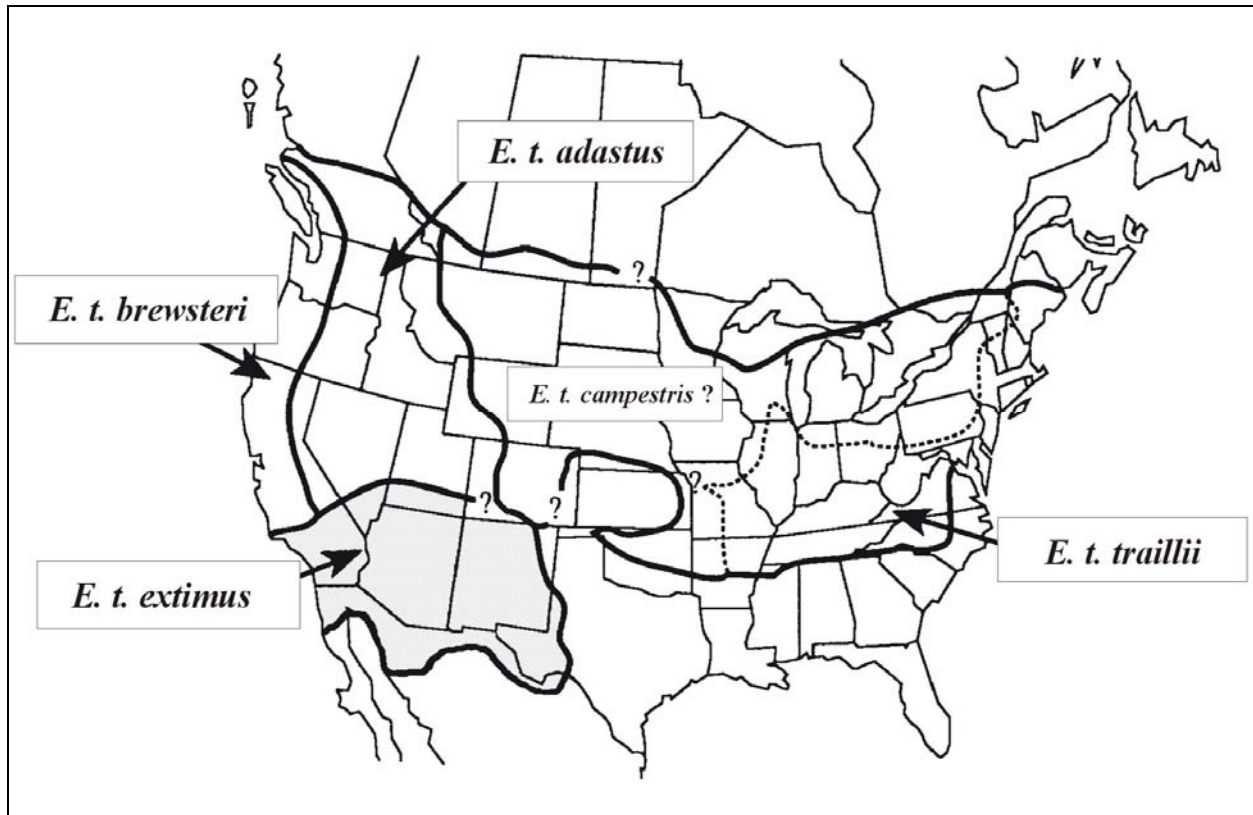 E. t. adastus
?
E. t. brewsteri
E. t. campestris ?
?
?
?
E. t. traillii
E. t. extimus